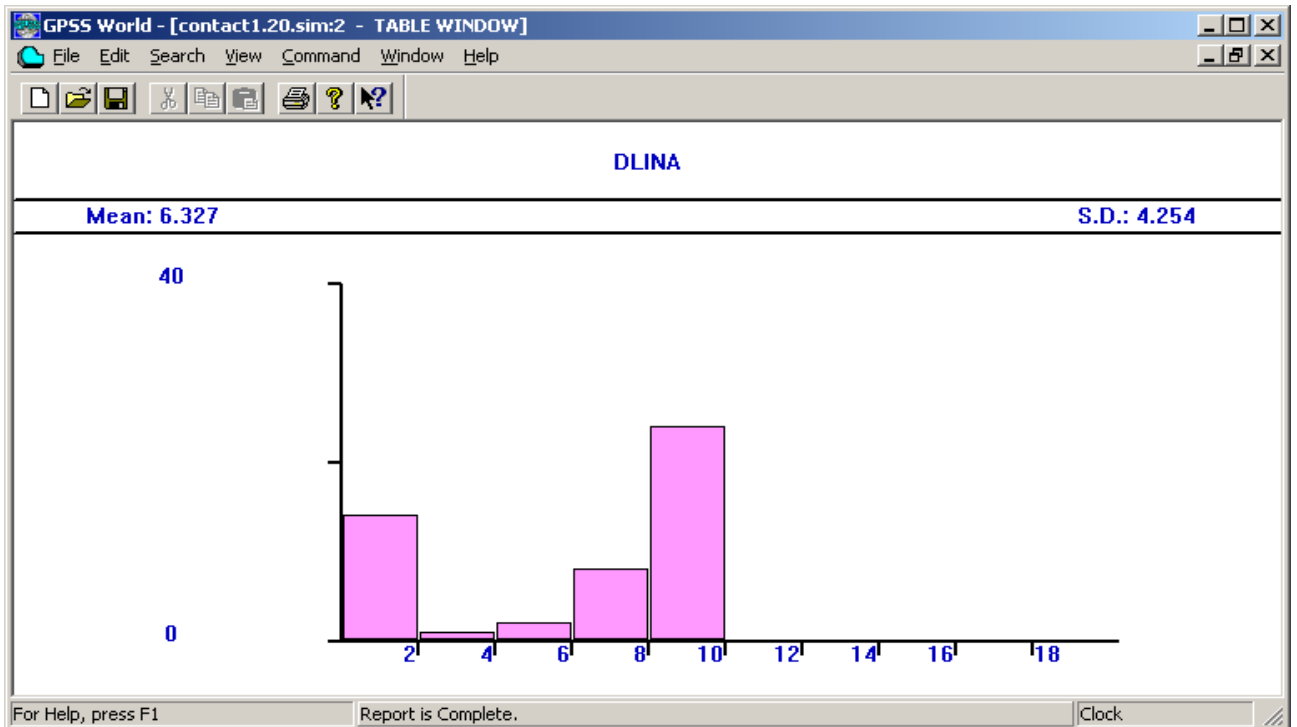 GPSS World - [contact1.20.sim:2 - TABLE WINDOW]
File Edit Search View Command Window Help
DLINA
Mean: 6.327 S.D.: 4.254
40
0
2 4 6 8 10 12 14 16 18
For Help, press F1 Report is Complete. Clock